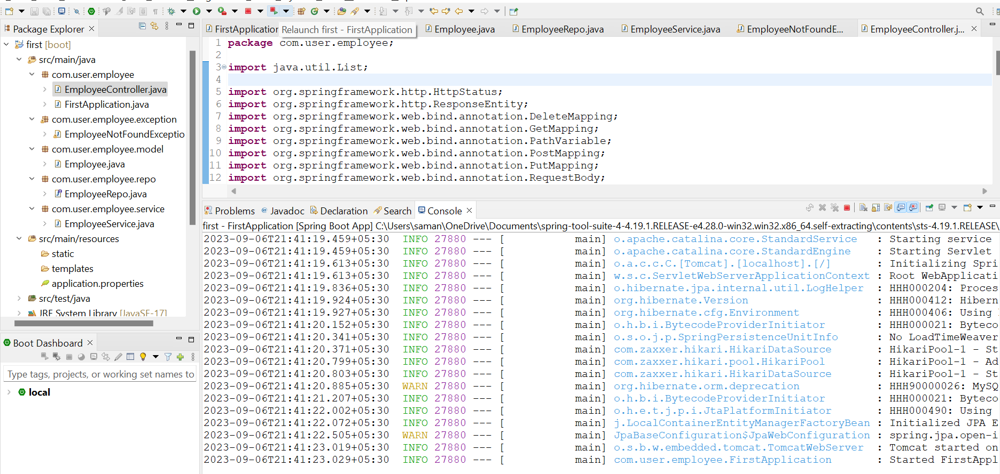 Package Explorer
first [boot]
src/main/java
com.user.employee
EmployeeController.java
FirstApplication.java
com.user.employee.exception
EmployeeNotFoundExceptio
com.user.employee.model
Employee.java
com.user.employee.repo
EmployeeRepo.java
com.user.employee.service
EmployeeService.java
src/main/resources
static
templates
application.properties
src/test/java
JRE System Library [JavaSE-17]
Boot Dashboard
Type tags, projects, or working set names to
local
FirstApplication
Relaunch first - FirstApplication
Employee.java
EmployeeRepo.java
EmployeeService.java
EmployeeNotFoundE...
EmployeeController.j...
1 package com.user.employee;
2
3 import java.util.List;
4
5 import org.springframework.http.HttpStatus;
6 import org.springframework.http.ResponseEntity;
7 import org.springframework.web.bind.annotation.DeleteMapping;
8 import org.springframework.web.bind.annotation.GetMapping;
9 import org.springframework.web.bind.annotation.PathVariable;
10 import org.springframework.web.bind.annotation.PostMapping;
11 import org.springframework.web.bind.annotation.PutMapping;
12 import org.springframework.web.bind.annotation.RequestBody;
Problems @ Javadoc Declaration Search Console
first - FirstApplication [Spring Boot App] C:\Users\saman\OneDrive\Documents\spring-tool-suite-4-4.19.1.RELEASE-e4.28.0-win32.win32.x86_64.self-extracting\contents\sts-4.19.1.RELEASE\
2023-09-06T21:41:19.459+05:30 INFO 27880 --- [ main] o.apache.catalina.core.StandardService : Starting service
2023-09-06T21:41:19.459+05:30 INFO 27880 --- [ main] o.apache.catalina.core.StandardEngine : Starting Servlet
2023-09-06T21:41:19.613+05:30 INFO 27880 --- [ main] o.a.c.c.C.[Tomcat].[localhost].[/] : Initializing Spri
2023-09-06T21:41:19.613+05:30 INFO 27880 --- [ main] w.s.c.ServletWebServerApplicationContext : Root WebApplicati
2023-09-06T21:41:19.836+05:30 INFO 27880 --- [ main] o.hibernate.jpa.internal.util.LogHelper : HHH000204: Proces
2023-09-06T21:41:19.924+05:30 INFO 27880 --- [ main] org.hibernate.Version : HHH000412: Hibern
2023-09-06T21:41:19.927+05:30 INFO 27880 --- [ main] org.hibernate.cfg.Environment : HHH000406: Using
2023-09-06T21:41:20.152+05:30 INFO 27880 --- [ main] o.h.b.i.BytecodeProviderInitiator : HHH000021: Byteco
2023-09-06T21:41:20.341+05:30 INFO 27880 --- [ main] o.s.o.j.p.SpringPersistenceUnitInfo : No LoadTimeWeaver
2023-09-06T21:41:20.371+05:30 INFO 27880 --- [ main] com.zaxxer.hikari.HikariDataSource : HikariPool-1 - St
2023-09-06T21:41:20.799+05:30 INFO 27880 --- [ main] com.zaxxer.hikari.pool.HikariPool : HikariPool-1 - Ad
2023-09-06T21:41:20.803+05:30 INFO 27880 --- [ main] com.zaxxer.hikari.HikariDataSource : HikariPool-1 - St
2023-09-06T21:41:20.885+05:30 WARN 27880 --- [ main] org.hibernate.orm.deprecation : HHH90000026: MySQ
2023-09-06T21:41:21.207+05:30 INFO 27880 --- [ main] o.h.b.i.BytecodeProviderInitiator : HHH000021: Byteco
2023-09-06T21:41:22.002+05:30 INFO 27880 --- [ main] o.h.e.t.j.p.i.JtaPlatformInitiator : HHH000490: Using
2023-09-06T21:41:22.072+05:30 INFO 27880 --- [ main] j.LocalContainerEntityManagerFactoryBean : Initialized JPA E
2023-09-06T21:41:22.505+05:30 WARN 27880 --- [ main] JpaBaseConfiguration$JpaWebConfiguration : spring.jpa.open-i
2023-09-06T21:41:23.019+05:30 INFO 27880 --- [ main] o.s.b.w.embedded.tomcat.TomcatWebServer : Tomcat started on
2023-09-06T21:41:23.029+05:30 INFO 27880 --- [ main] com.user.employee.FirstApplication : Started FirstAppl